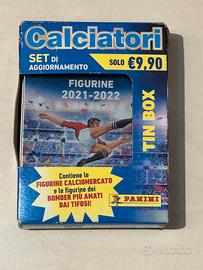 Calciatori
SET DI
AGGIORNAMENTO
SOLO €9,90
FIGURINE
2021-2022
TIN BOX
Contiene le
FIGURINE CALCIOMERCATO
e le figurine dei
BOMBER PIÙ AMATI
DAI TIFOSI!
PANINI
subito